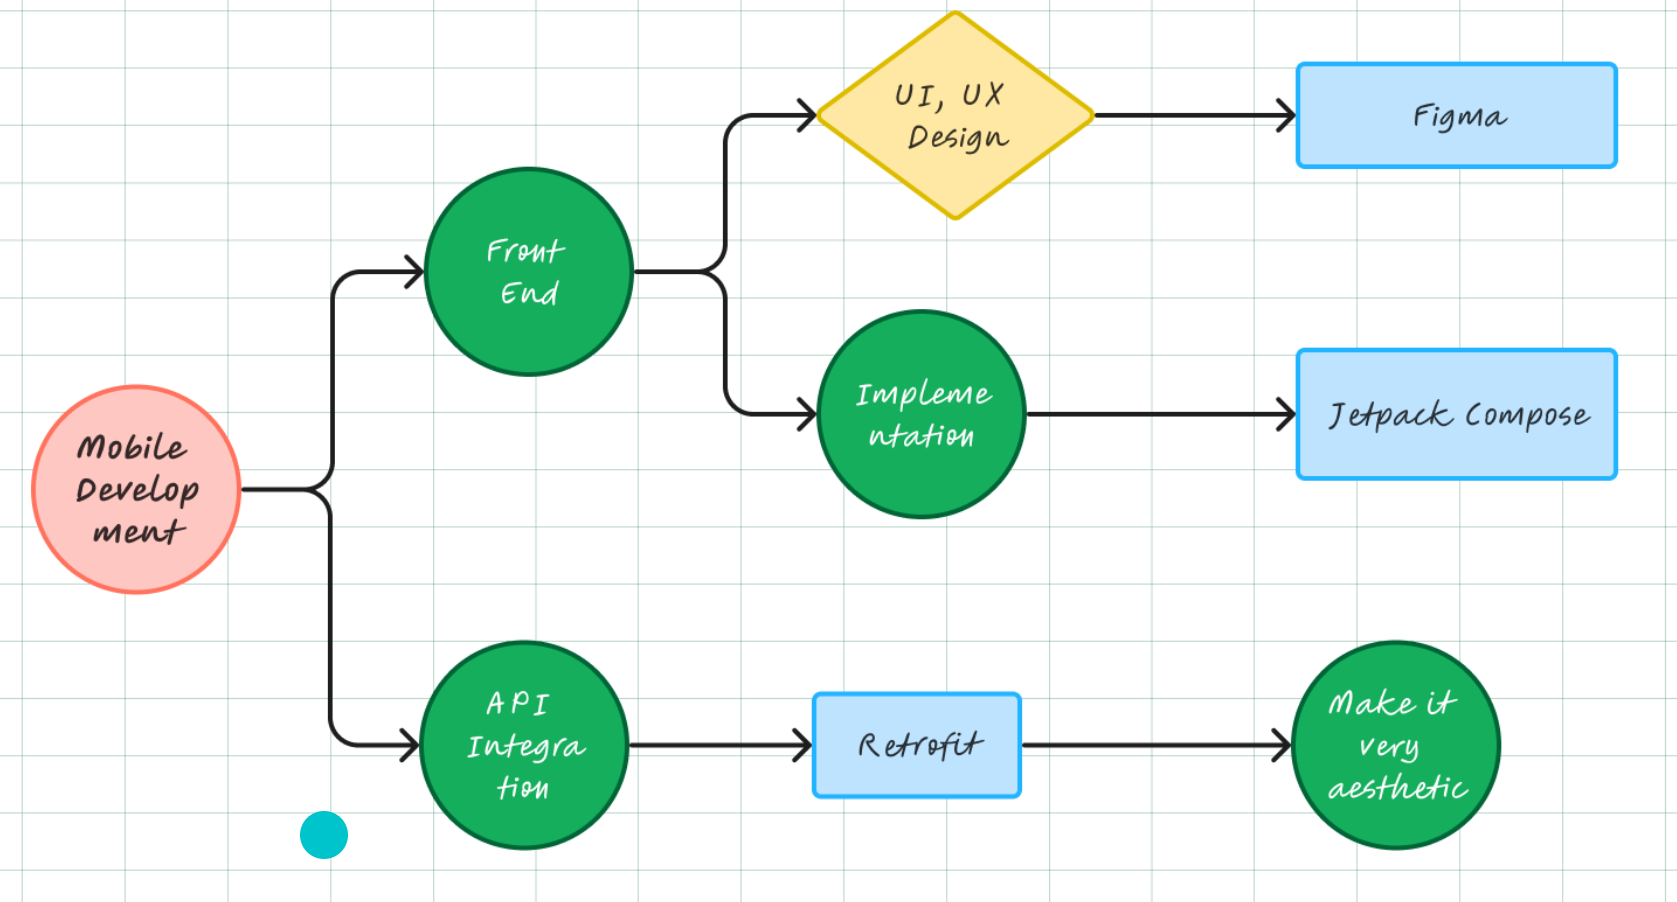 UI, UX
Design
Figma
Front
End
Impleme
ntation
Jetpack Compose
Mobile
Develop
ment
API
Integra
tion
Retrofit
Make it
very
aesthetic